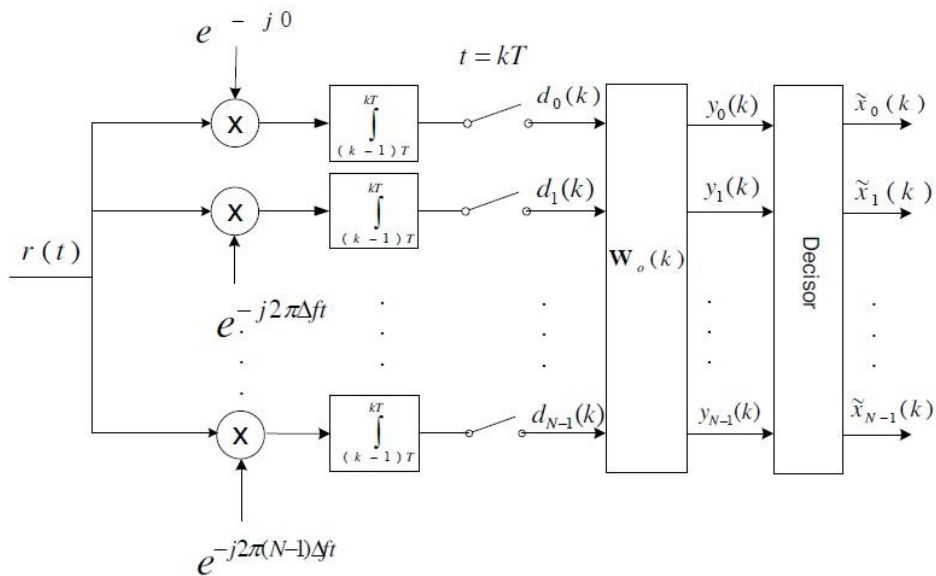 e^{- j 0}
t = kT
X
∫_{( k - 1 ) T}^{kT}
d_0(k)
y_0(k)
x̃_0(k)
X
∫_{( k - 1 ) T}^{kT}
d_1(k)
y_1(k)
x̃_1(k)
r(t)
W_o(k)
Decisor
e^{-j2πΔft}
X
∫_{( k - 1 ) T}^{kT}
d_{N-1}(k)
y_{N-1}(k)
x̃_{N-1}(k)
e^{-j2π(N-1)Δft}